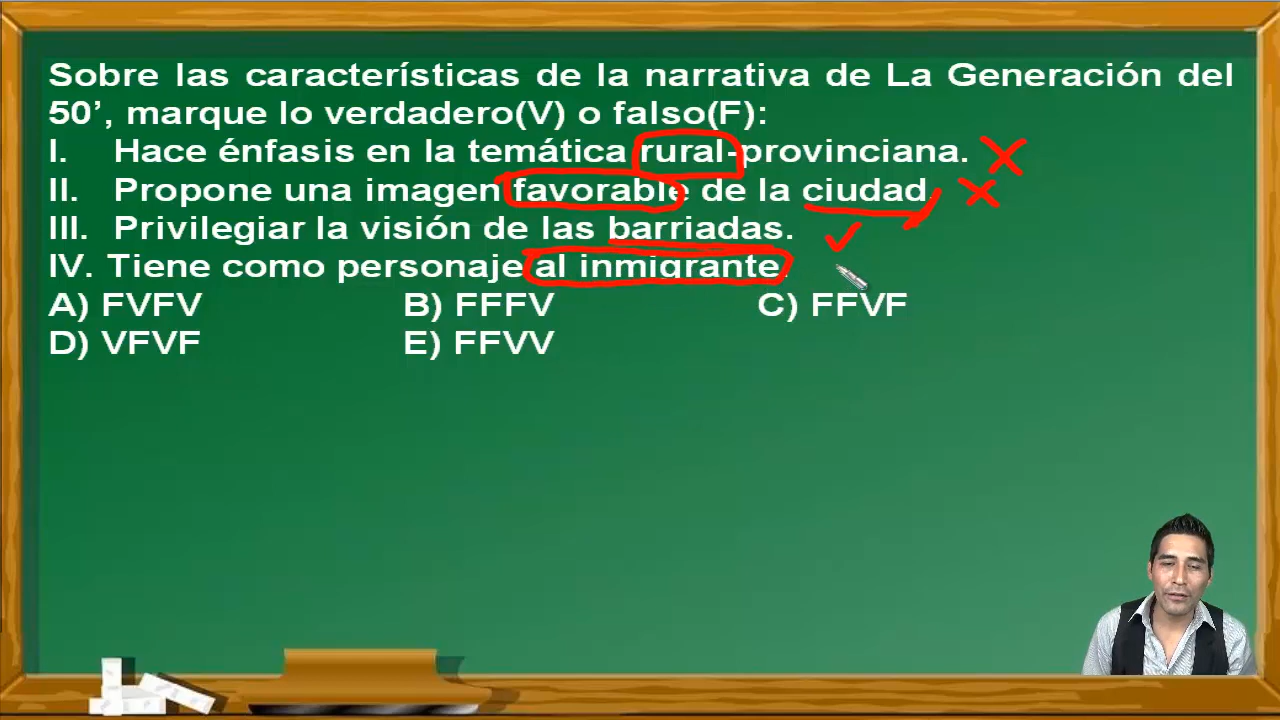 Sobre las características de la narrativa de La Generación del
50’, marque lo verdadero(V) o falso(F):
I. Hace énfasis en la temática rural-provinciana.
II. Propone una imagen favorable de la ciudad.
III. Privilegiar la visión de las barriadas.
IV. Tiene como personaje al inmigrante.
A) FVFV B) FFFV C) FFVF
D) VFVF E) FFVV